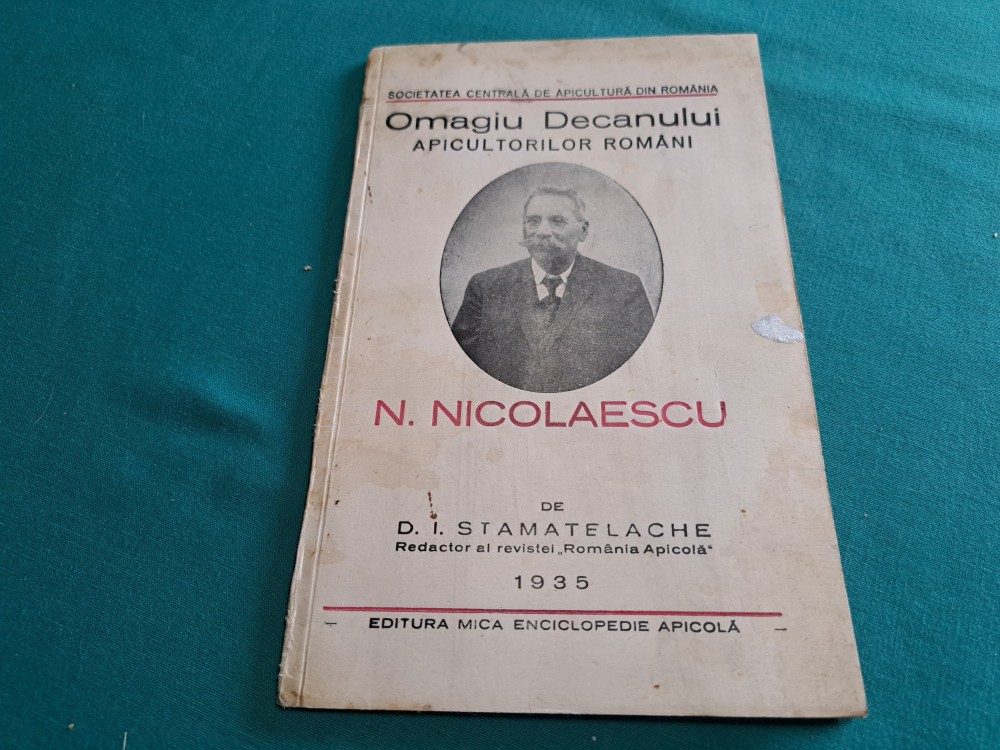 SOCIETATEA CENTRALĂ DE APICULTURĂ DIN ROMÂNIA
Omagiu Decanului
APICULTORILOR ROMÂNI
N. NICOLAESCU
DE
D. I. STAMATELACHE
Redactor al revistei „România Apicolă“
1935
— EDITURA MICA ENCICLOPEDIE APICOLĂ —